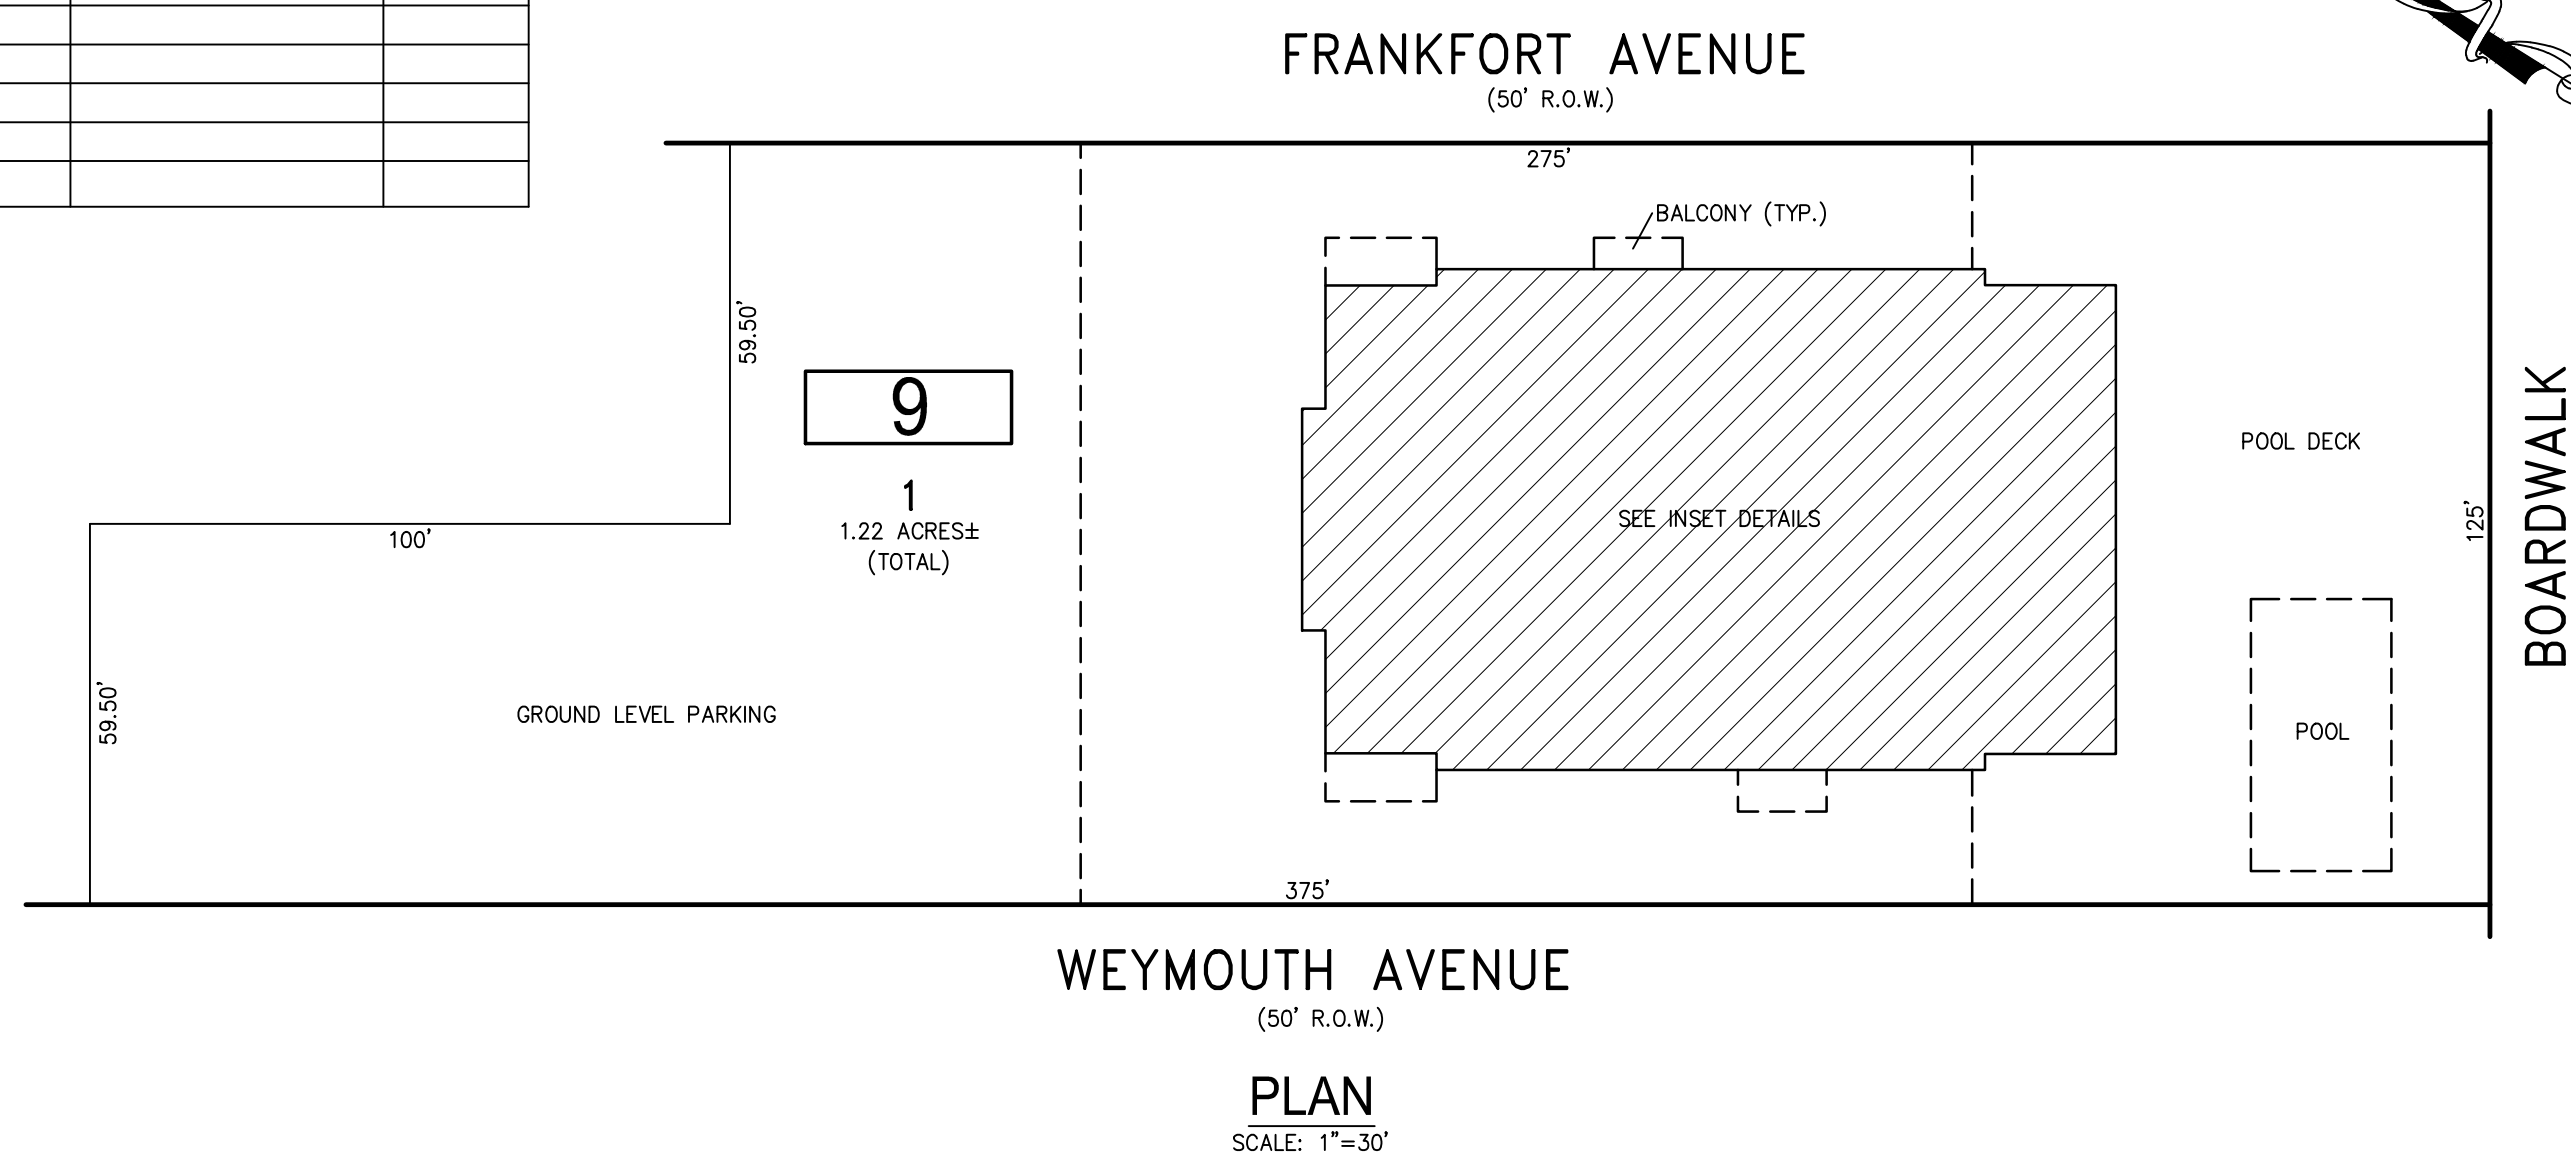 FRANKFORT AVENUE
(50' R.O.W.)
275'
BALCONY (TYP.)
59.50'
9
1
1.22 ACRES±
(TOTAL)
100'
SEE INSET DETAILS
POOL DECK
125'
BOARDWALK
59.50'
GROUND LEVEL PARKING
POOL
375'
WEYMOUTH AVENUE
(50' R.O.W.)
PLAN
SCALE: 1"=30'